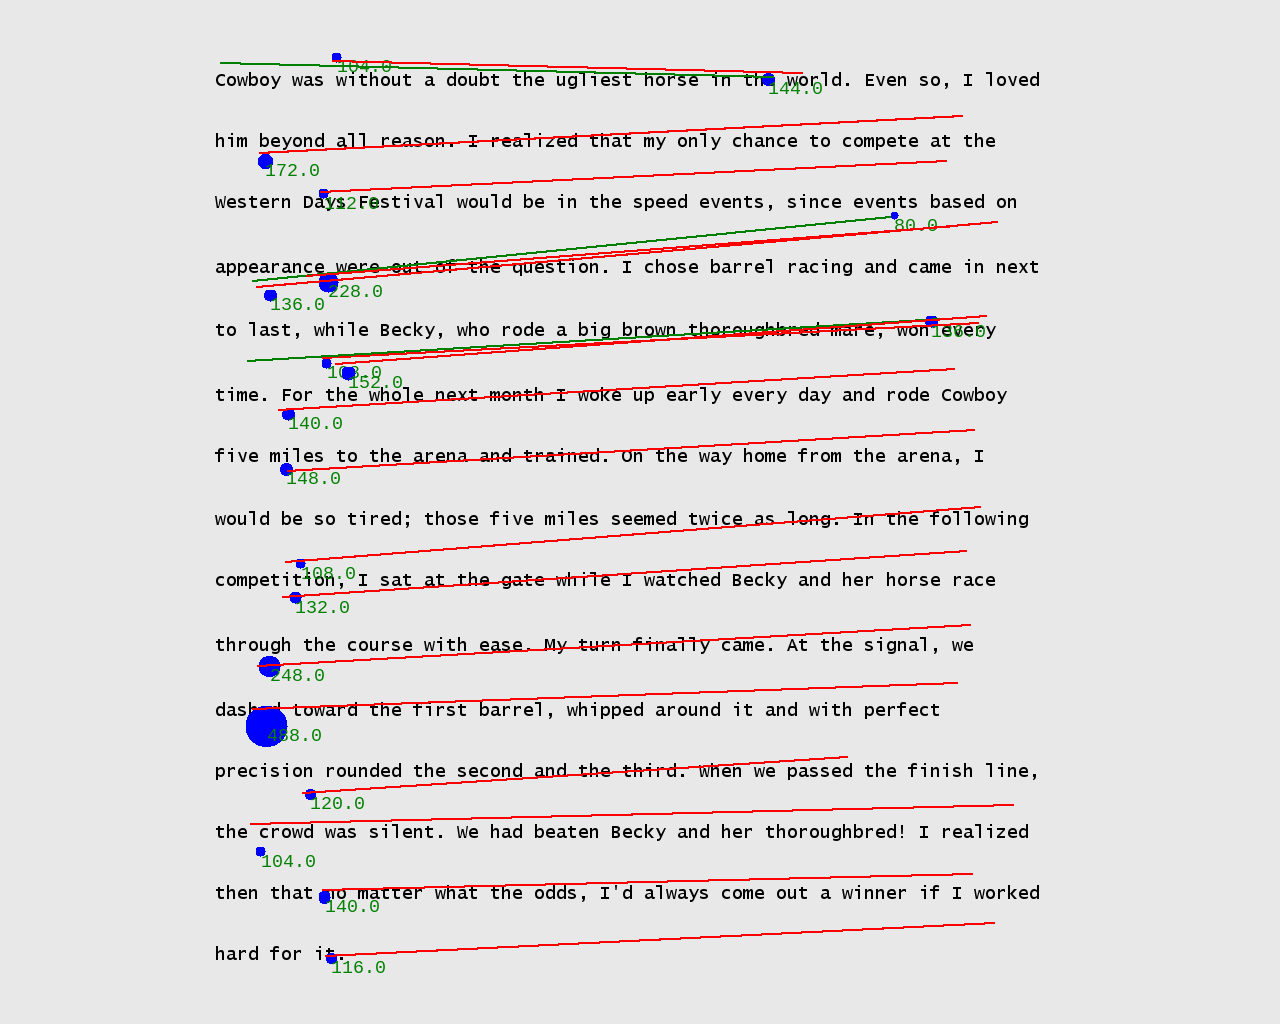 Cowboy was without a doubt the ugliest horse in the world. Even so, I loved
him beyond all reason. I realized that my only chance to compete at the
Western Days Festival would be in the speed events, since events based on
appearance were out of the question. I chose barrel racing and came in next
to last, while Becky, who rode a big brown thoroughbred mare, won every
time. For the whole next month I woke up early every day and rode Cowboy
five miles to the arena and trained. On the way home from the arena, I
would be so tired; those five miles seemed twice as long. In the following
competition, I sat at the gate while I watched Becky and her horse race
through the course with ease. My turn finally came. At the signal, we
dashed toward the first barrel, whipped around it and with perfect
precision rounded the second and the third. When we passed the finish line,
the crowd was silent. We had beaten Becky and her thoroughbred! I realized
then that no matter what the odds, I'd always come out a winner if I worked
hard for it.
104.0
144.0
172.0
112.0
80.0
228.0
136.0
152.0
140.0
148.0
108.0
132.0
248.0
488.0
120.0
104.0
140.0
116.0